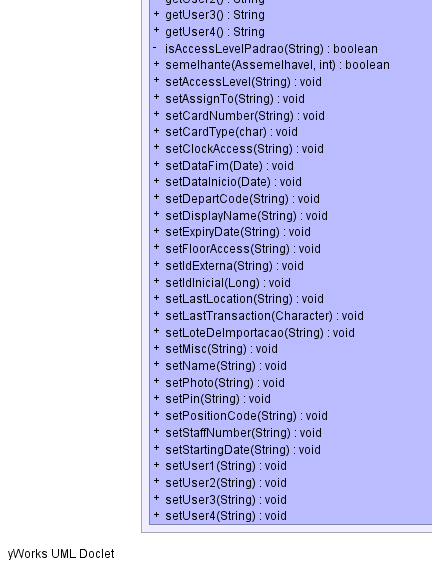 getUser2() : String
+ getUser3() : String
+ getUser4() : String
- isAccessLevelPadrao(String) : boolean
+ semelhante(Assemelhavel, int) : boolean
+ setAccessLevel(String) : void
+ setAssignTo(String) : void
+ setCardNumber(String) : void
+ setCardType(char) : void
+ setClockAccess(String) : void
+ setDataFim(Date) : void
+ setDataInicio(Date) : void
+ setDepartCode(String) : void
+ setDisplayName(String) : void
+ setExpiryDate(String) : void
+ setFloorAccess(String) : void
+ setIdExterna(String) : void
+ setIdInicial(Long) : void
+ setLastLocation(String) : void
+ setLastTransaction(Character) : void
+ setLoteDeImportacao(String) : void
+ setMisc(String) : void
+ setName(String) : void
+ setPhoto(String) : void
+ setPin(String) : void
+ setPositionCode(String) : void
+ setStaffNumber(String) : void
+ setStartingDate(String) : void
+ setUser1(String) : void
+ setUser2(String) : void
+ setUser3(String) : void
+ setUser4(String) : void
yWorks UML Doclet